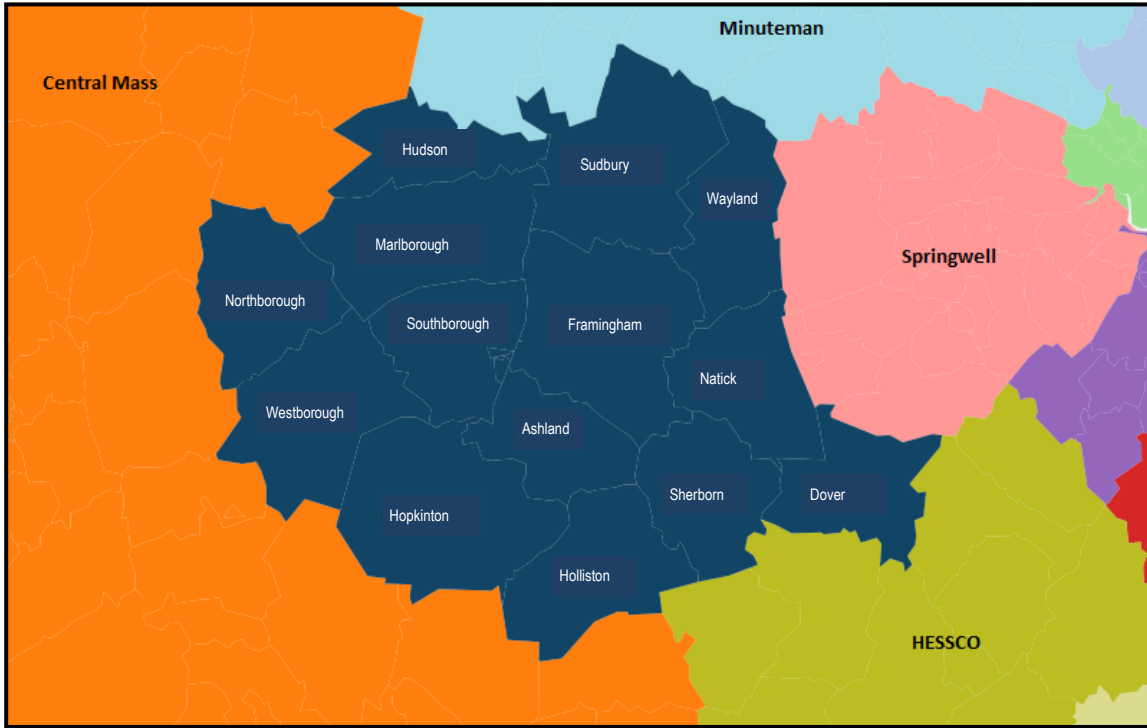 Minuteman
Central Mass
Hudson
Sudbury
Wayland
Marlborough
Springwell
Northborough
Southborough
Framingham
Natick
Westborough
Ashland
Sherborn
Dover
Hopkinton
Holliston
HESSCO